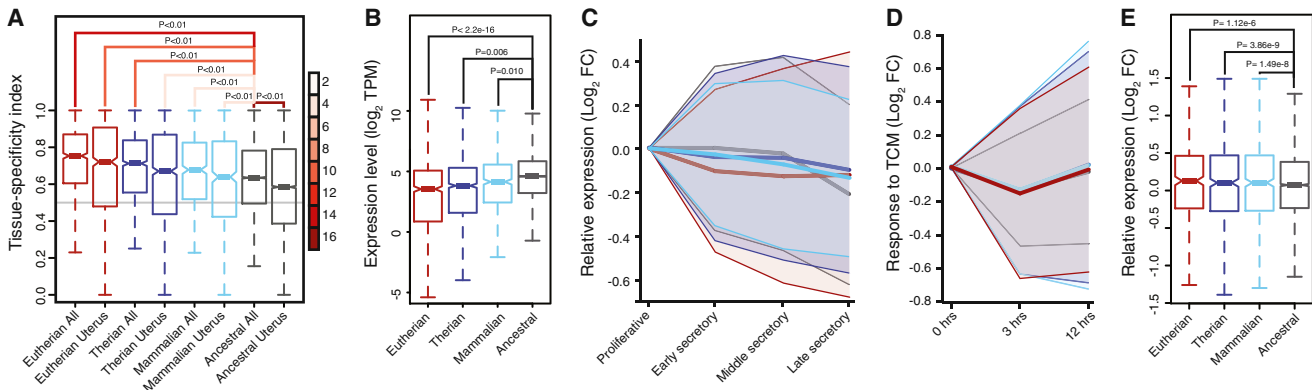 A
P<0.01
P<0.01
P<0.01
P<0.01
P<0.01
P<0.01
P<0.01
Tissue-specificity index
1.0
0.8
0.6
0.4
0.2
0.0
2
4
6
8
10
12
14
16
Eutherian All
Eutherian Uterus
Therian All
Therian Uterus
Mammalian All
Mammalian Uterus
Ancestral All
Ancestral Uterus
B
P< 2.2e-16
P=0.006
P=0.010
Expression level (log2 TPM)
10
5
0
-5
Eutherian
Therian
Mammalian
Ancestral
C
Relative expression (Log2 FC)
0.4
0.2
0.0
-0.2
-0.4
-0.6
Proliferative
Early secretory
Middle secretory
Late secretory
D
Response to TCM (Log2 FC)
0.8
0.6
0.4
0.2
0.0
-0.2
-0.4
-0.6
-0.8
0 hrs
3 hrs
12 hrs
E
P= 1.12e-6
P= 3.86e-9
P= 1.49e-8
Relative expression (Log2 FC)
1.5
1.0
0.5
0.0
-0.5
-1.0
-1.5
Eutherian
Therian
Mammalian
Ancestral